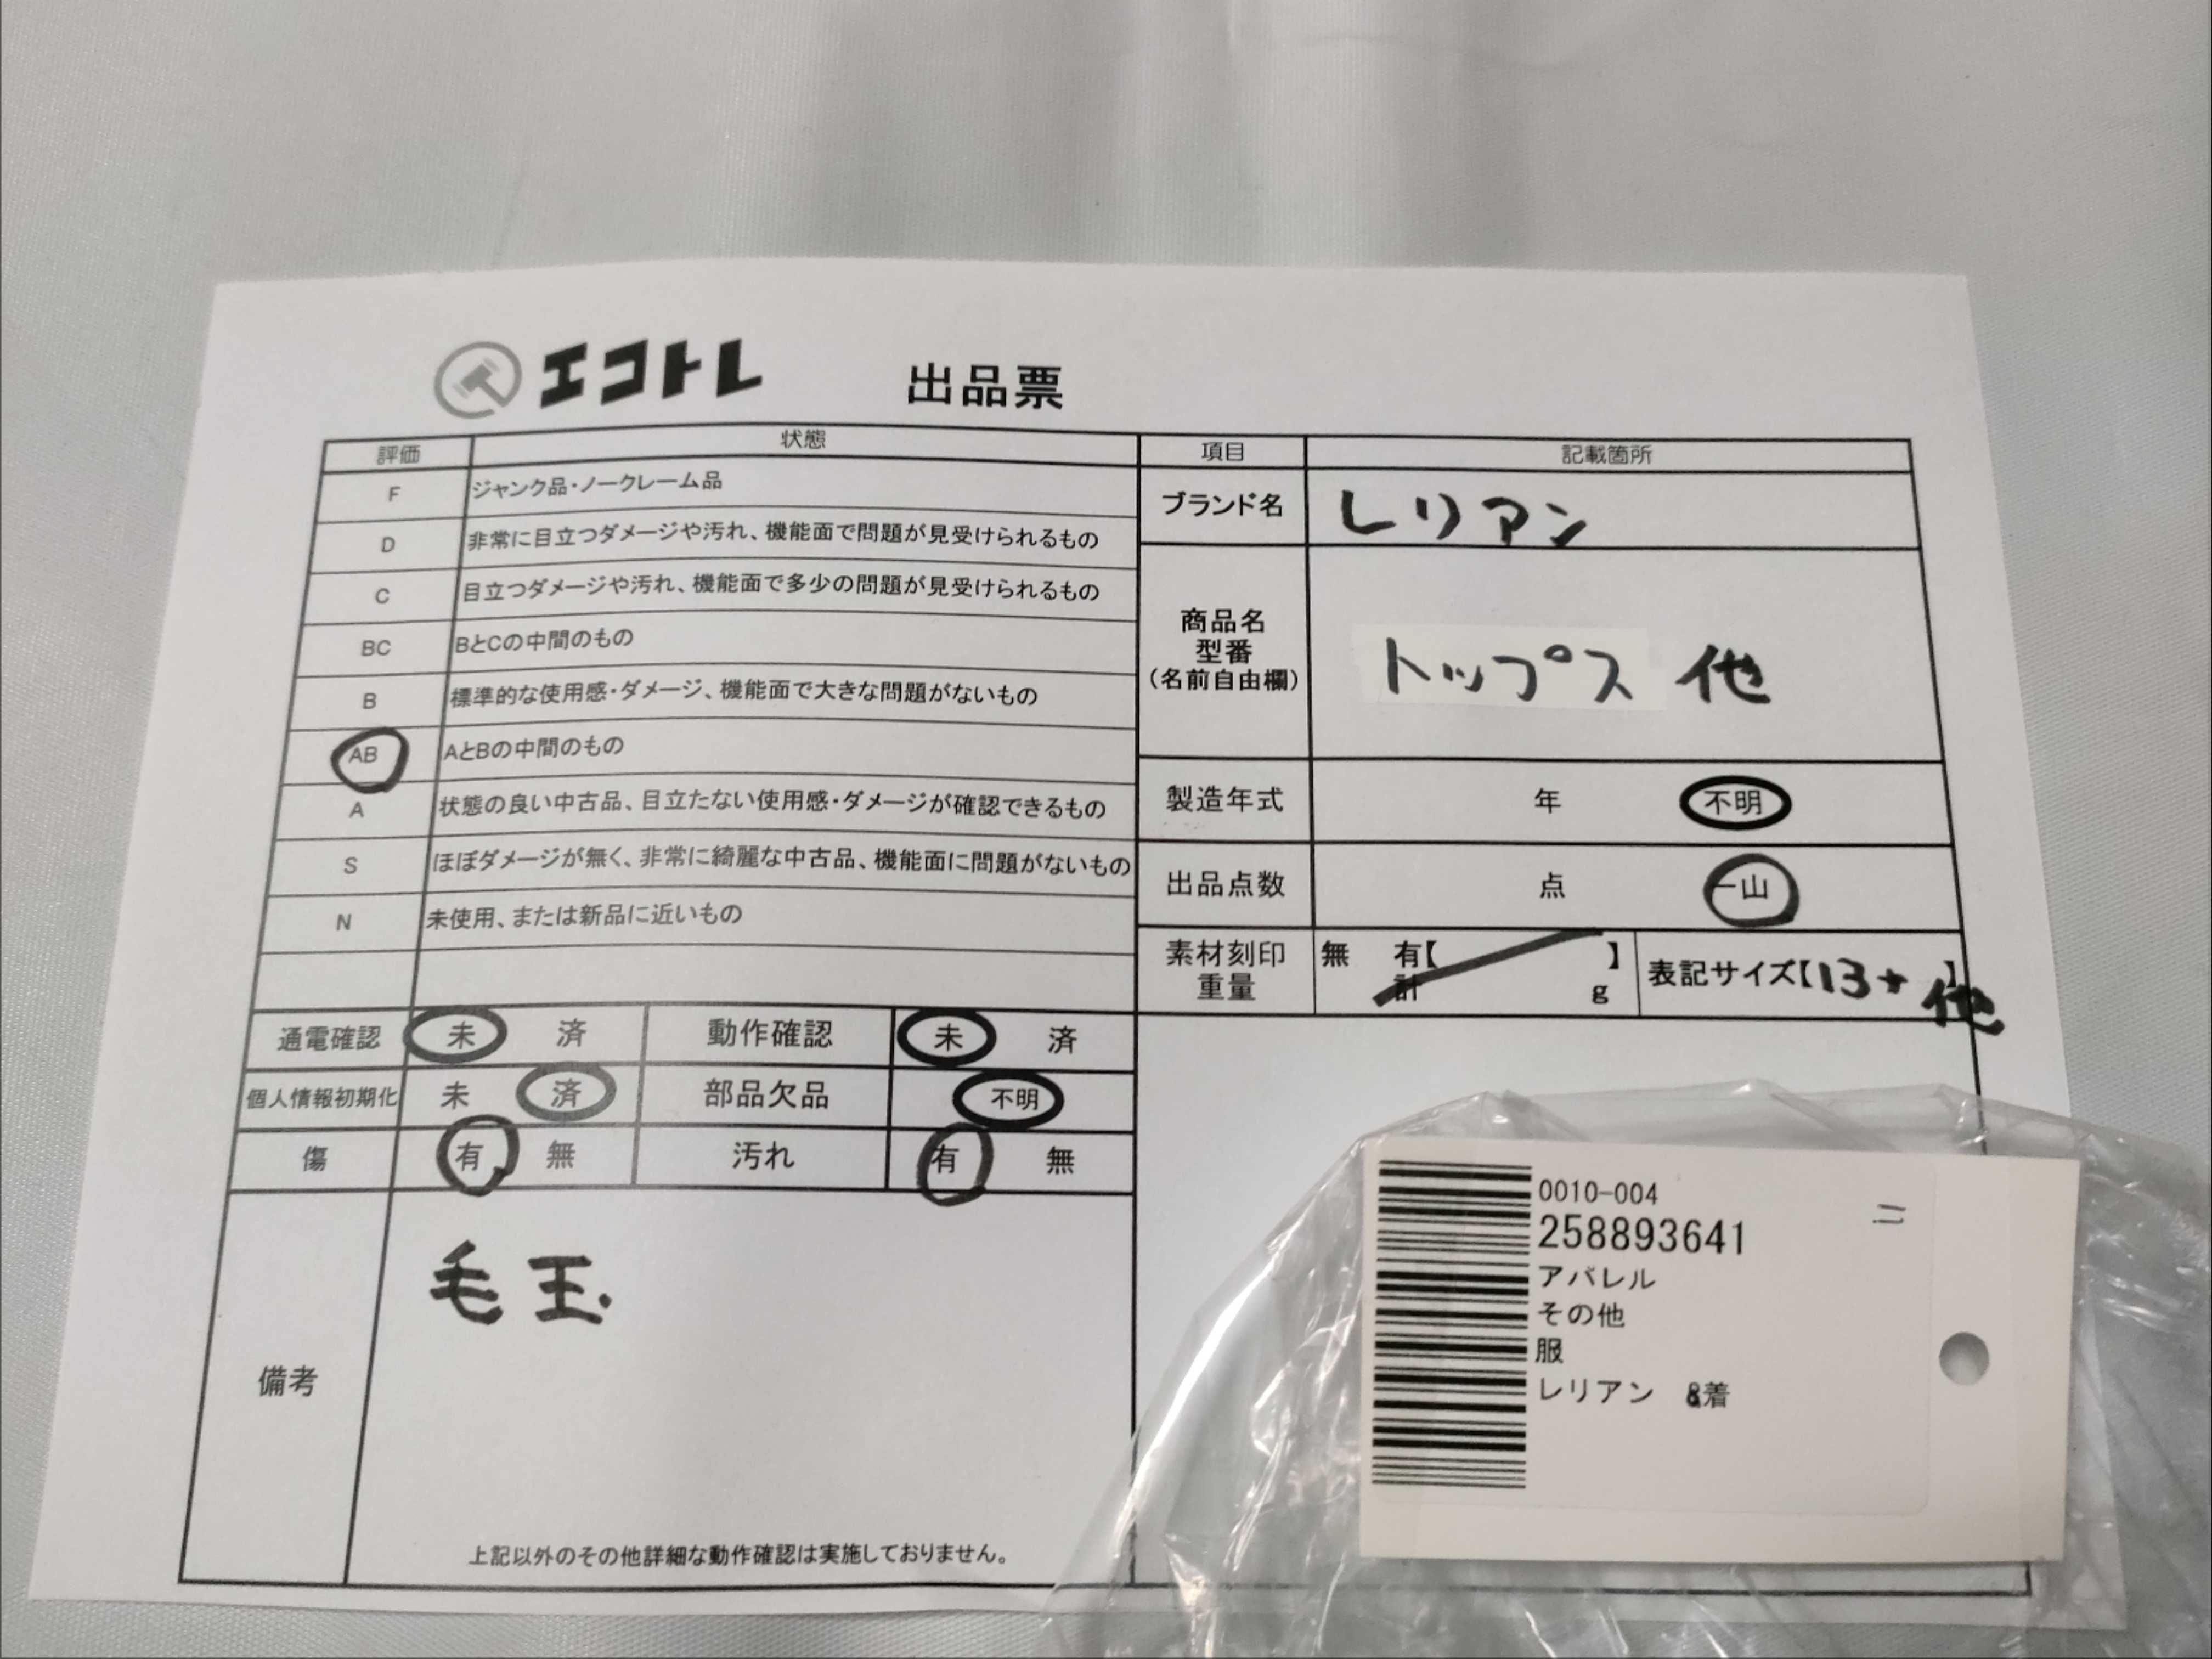 エコトレ 出品票
評価 状態
F ジャンク品・ノークレーム品
D 非常に目立つダメージや汚れ、機能面で問題が見受けられるもの
C 目立つダメージや汚れ、機能面で多少の問題が見受けられるもの
BC BとCの中間のもの
B 標準的な使用感・ダメージ、機能面で大きな問題がないもの
AB AとBの中間のもの
A 状態の良い中古品、目立たない使用感・ダメージが確認できるもの
S ほぼダメージが無く、非常に綺麗な中古品、機能面に問題がないもの
N 未使用、または新品に近いもの
通電確認 未 済 動作確認 未 済
個人情報初期化 未 済 部品欠品 不明
傷 有 無 汚れ 有 無
備考
毛玉.
上記以外のその他詳細な動作確認は実施しておりません。
項目 記載箇所
ブランド名 レリアン
商品名
型番
(名前自由欄)
トップス 他
製造年式 年 不明
出品点数 点 一山
素材刻印 無 有【 】
重量 計 g
表記サイズ【13+ 他】
0010-004
258893641
アパレル
その他
服
レリアン 着